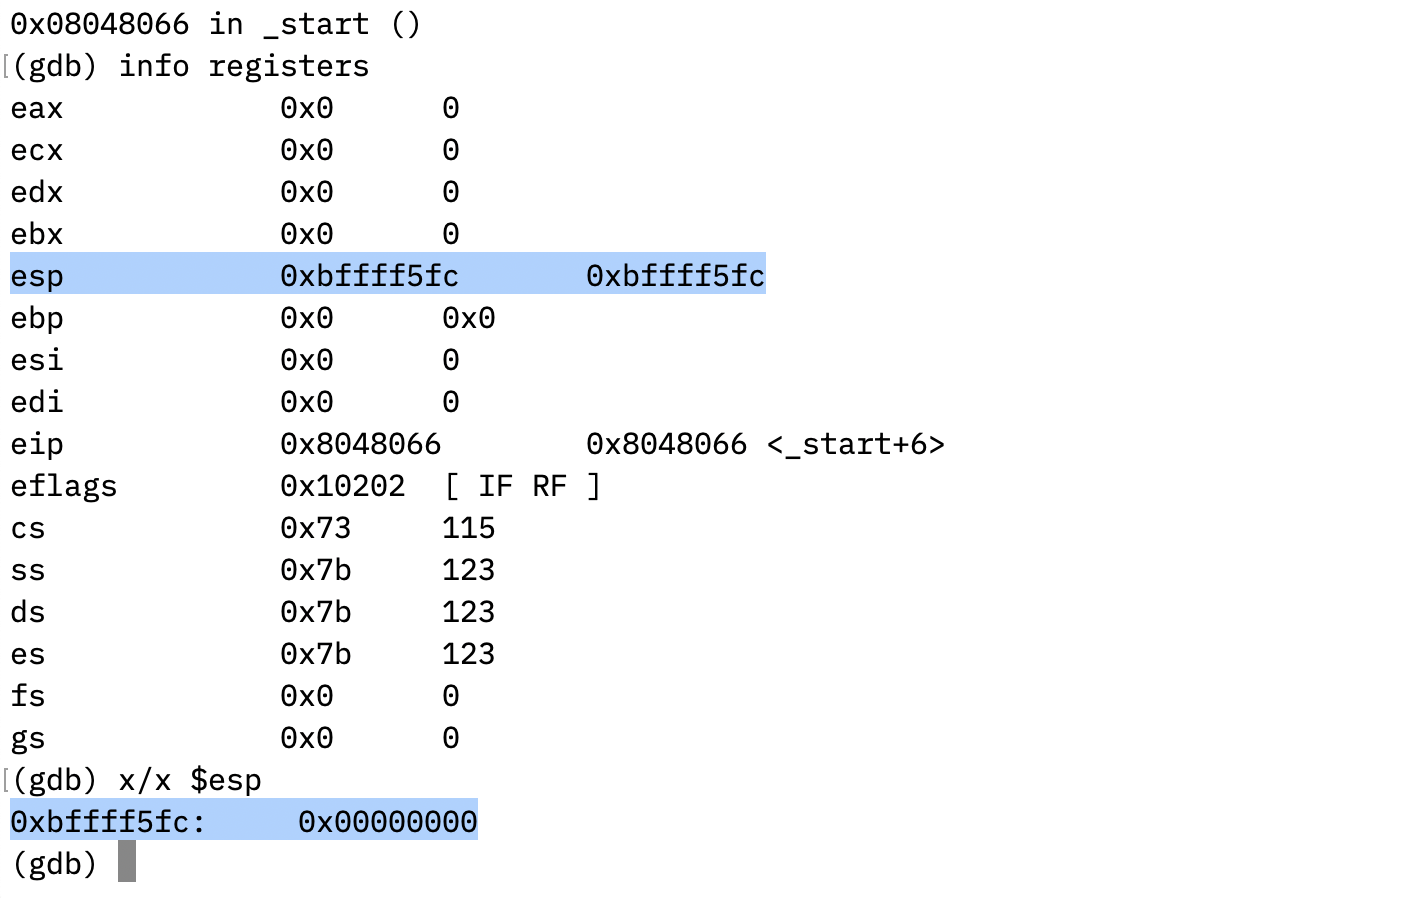 0x08048066 in _start ()
[(gdb) info registers
eax            0x0      0
ecx            0x0      0
edx            0x0      0
ebx            0x0      0
esp            0xbffff5fc       0xbffff5fc
ebp            0x0      0x0
esi            0x0      0
edi            0x0      0
eip            0x8048066        0x8048066 <_start+6>
eflags         0x10202  [ IF RF ]
cs             0x73     115
ss             0x7b     123
ds             0x7b     123
es             0x7b     123
fs             0x0      0
gs             0x0      0
[(gdb) x/x $esp
0xbffff5fc:     0x00000000
(gdb)